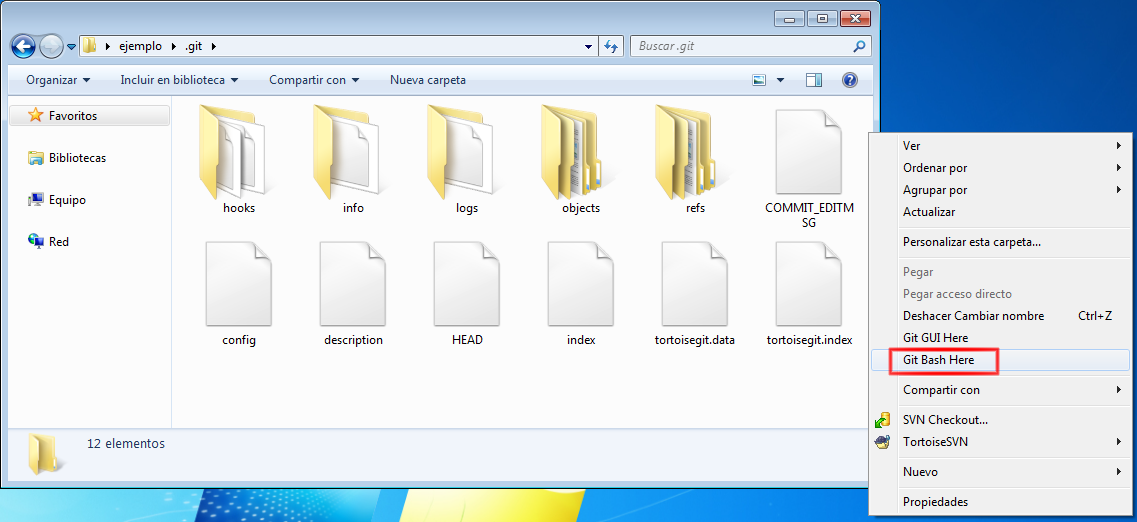 ejemplo
.git
Buscar .git
Organizar
Incluir en biblioteca
Compartir con
Nueva carpeta
Favoritos
Bibliotecas
Equipo
Red
hooks
info
logs
objects
refs
COMMIT_EDITM
SG
config
description
HEAD
index
tortoisegit.data
tortoisegit.index
12 elementos
Ver
Ordenar por
Agrupar por
Actualizar
Personalizar esta carpeta...
Pegar
Pegar acceso directo
Deshacer Cambiar nombre Ctrl+Z
Git GUI Here
Git Bash Here
Compartir con
SVN Checkout...
TortoiseSVN
Nuevo
Propiedades